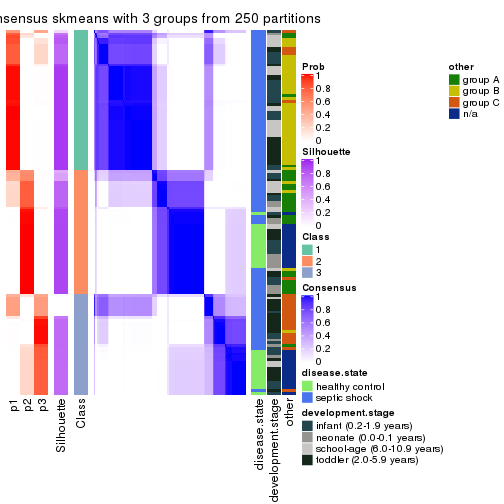 nsensus skmeans with 3 groups from 250 partitions
Prob
1
0.8
0.6
0.4
0.2
0
Silhouette
1
0.8
0.6
0.4
0.2
0
Class
1
2
3
Consensus
1
0.8
0.6
0.4
0.2
0
disease.state
healthy control
septic shock
development.stage
infant (0.2-1.9 years)
neonate (0.0-0.1 years)
school-age (6.0-10.9 years)
toddler (2.0-5.9 years)
other
group A
group B
group C
n/a
p1
p2
p3
Silhouette
Class
disease.state
development.stage
other